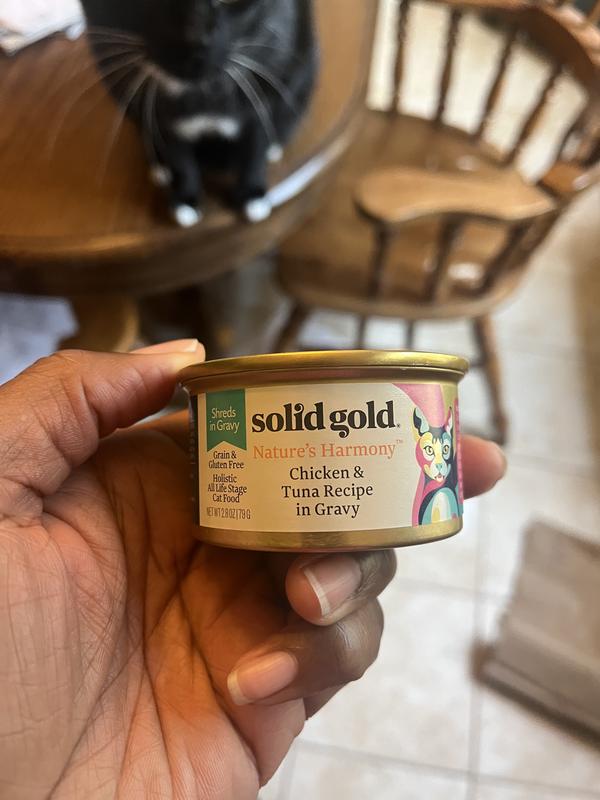 Shreds
in Gravy
Grain &
Gluten Free
Holistic
All Life Stage
Cat Food
NET WT 2.8 OZ | 79 G
solid gold®
Nature's Harmony™
Chicken &
Tuna Recipe
in Gravy